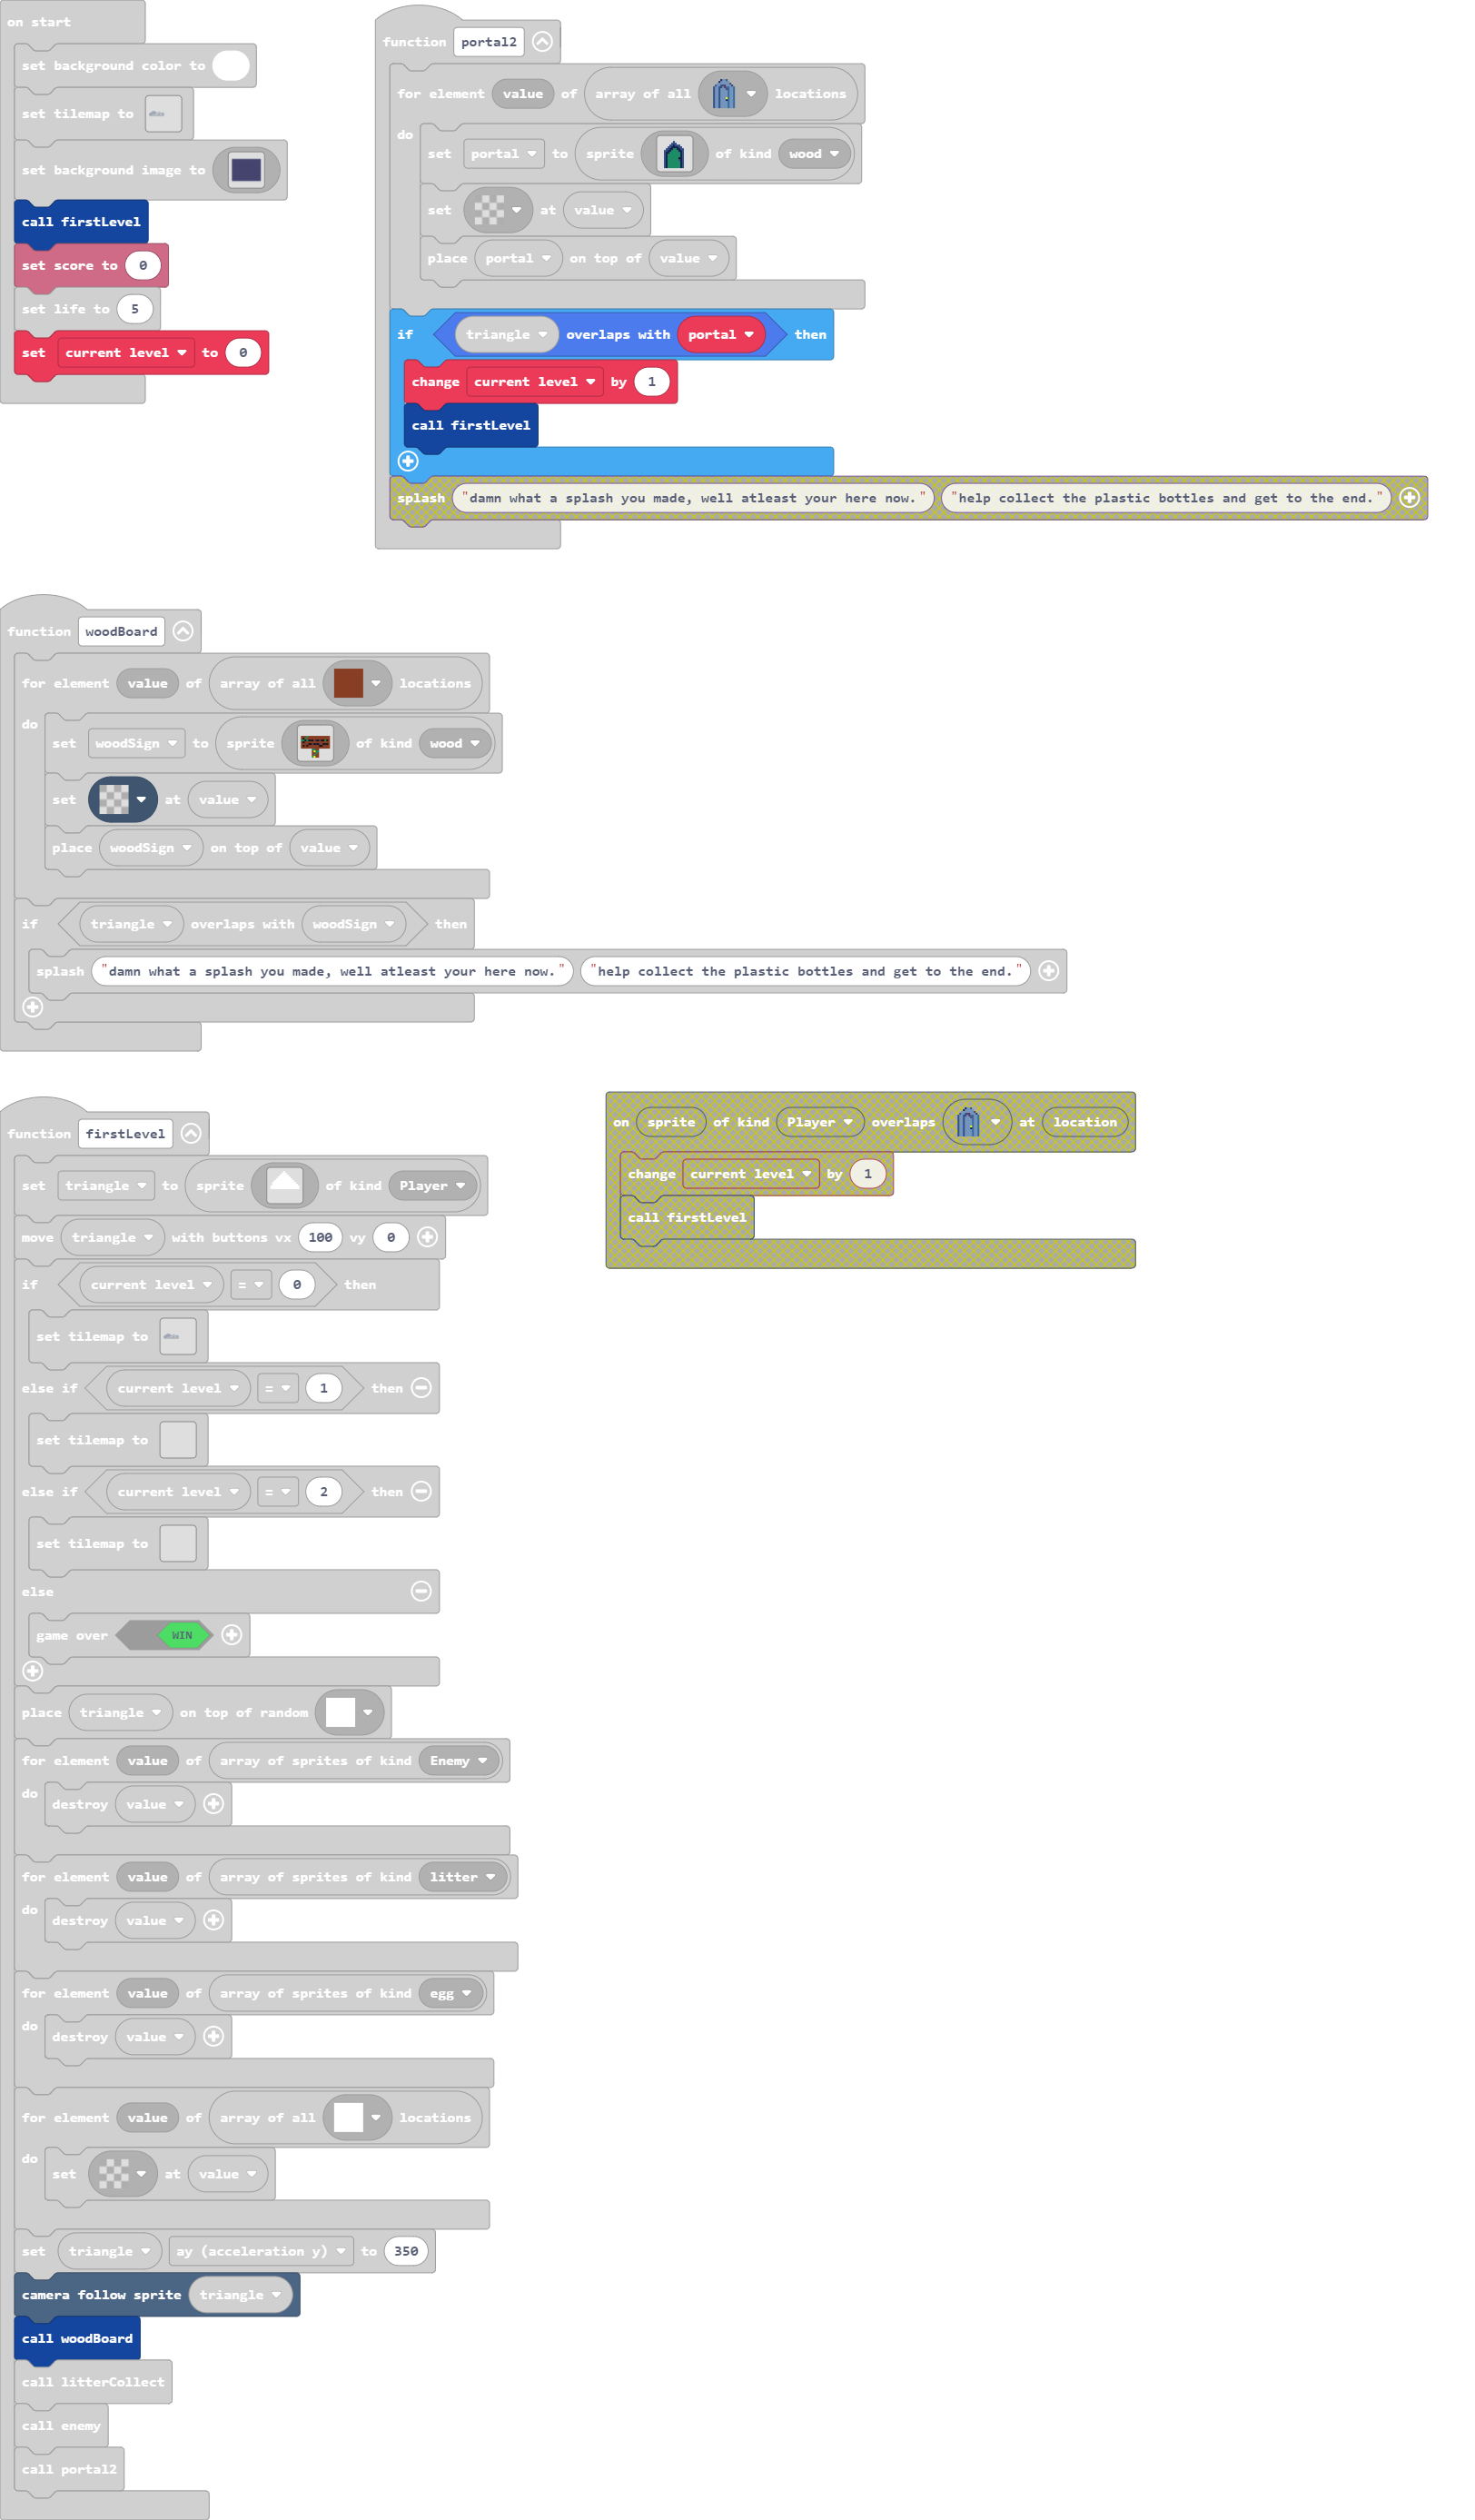 on start
set background color to
set tilemap to
set background image to
call firstLevel
set score to 0
set life to 5
set current level to 0
function portal2
for element value of array of all locations
do
set portal to sprite of kind wood
set at value
place portal on top of value
if triangle overlaps with portal then
change current level by 1
call firstLevel
splash "damn what a splash you made, well atleast your here now." "help collect the plastic bottles and get to the end."
function woodBoard
for element value of array of all locations
do
set woodSign to sprite of kind wood
set at value
place woodSign on top of value
if triangle overlaps with woodSign then
splash "damn what a splash you made, well atleast your here now." "help collect the plastic bottles and get to the end."
function firstLevel
set triangle to sprite of kind Player
move triangle with buttons vx 100 vy 0
if current level = 0 then
set tilemap to
else if current level = 1 then
set tilemap to
else if current level = 2 then
set tilemap to
else
game over WIN
place triangle on top of random
for element value of array of sprites of kind Enemy
do
destroy value
for element value of array of sprites of kind litter
do
destroy value
for element value of array of sprites of kind egg
do
destroy value
for element value of array of all locations
do
set at value
set triangle ay (acceleration y) to 350
camera follow sprite triangle
call woodBoard
call litterCollect
call enemy
call portal2
on sprite of kind Player overlaps at location
change current level by 1
call firstLevel